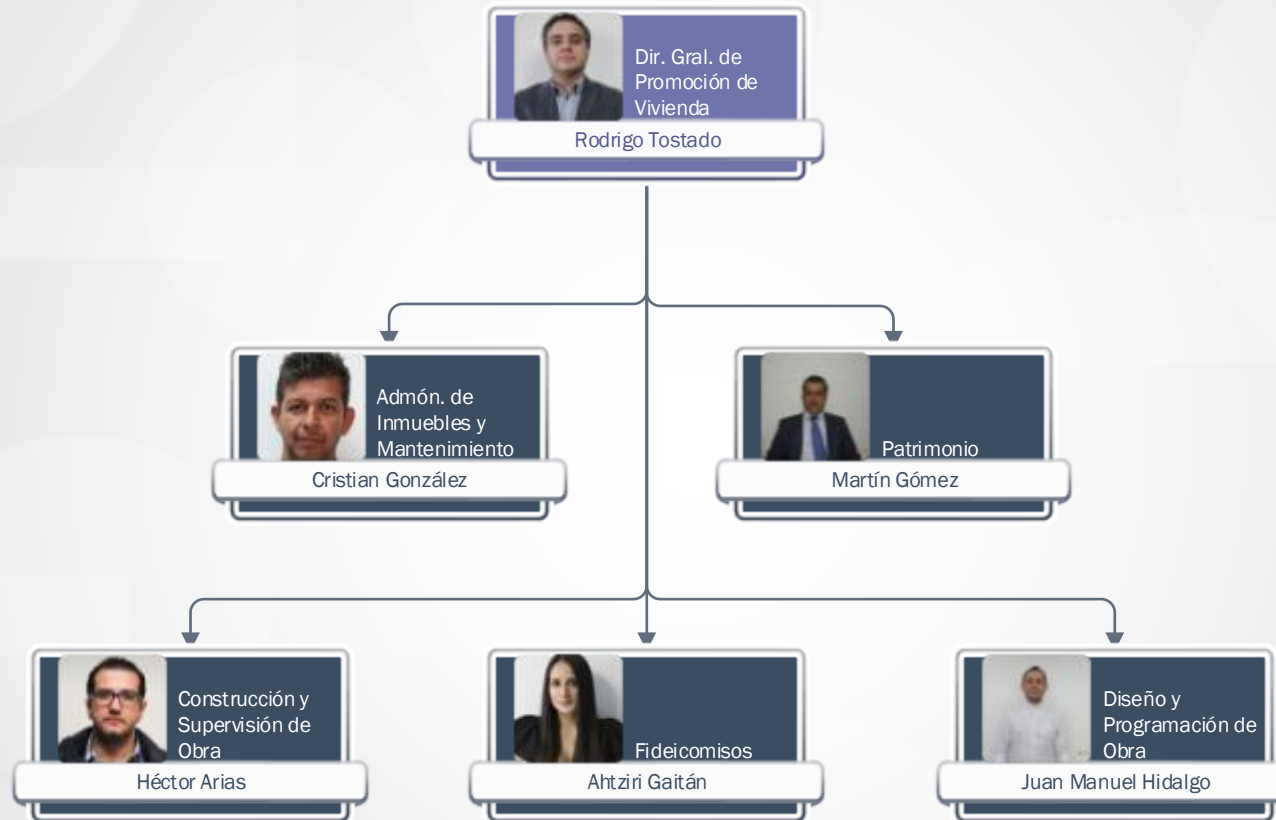 Dir. Gral. de
Promoción de
Vivienda
Rodrigo Tostado
Admón. de
Inmuebles y
Mantenimiento
Cristian González
Patrimonio
Martín Gómez
Construcción y
Supervisión de
Obra
Héctor Arias
Fideicomisos
Ahtziri Gaitán
Diseño y
Programación de
Obra
Juan Manuel Hidalgo